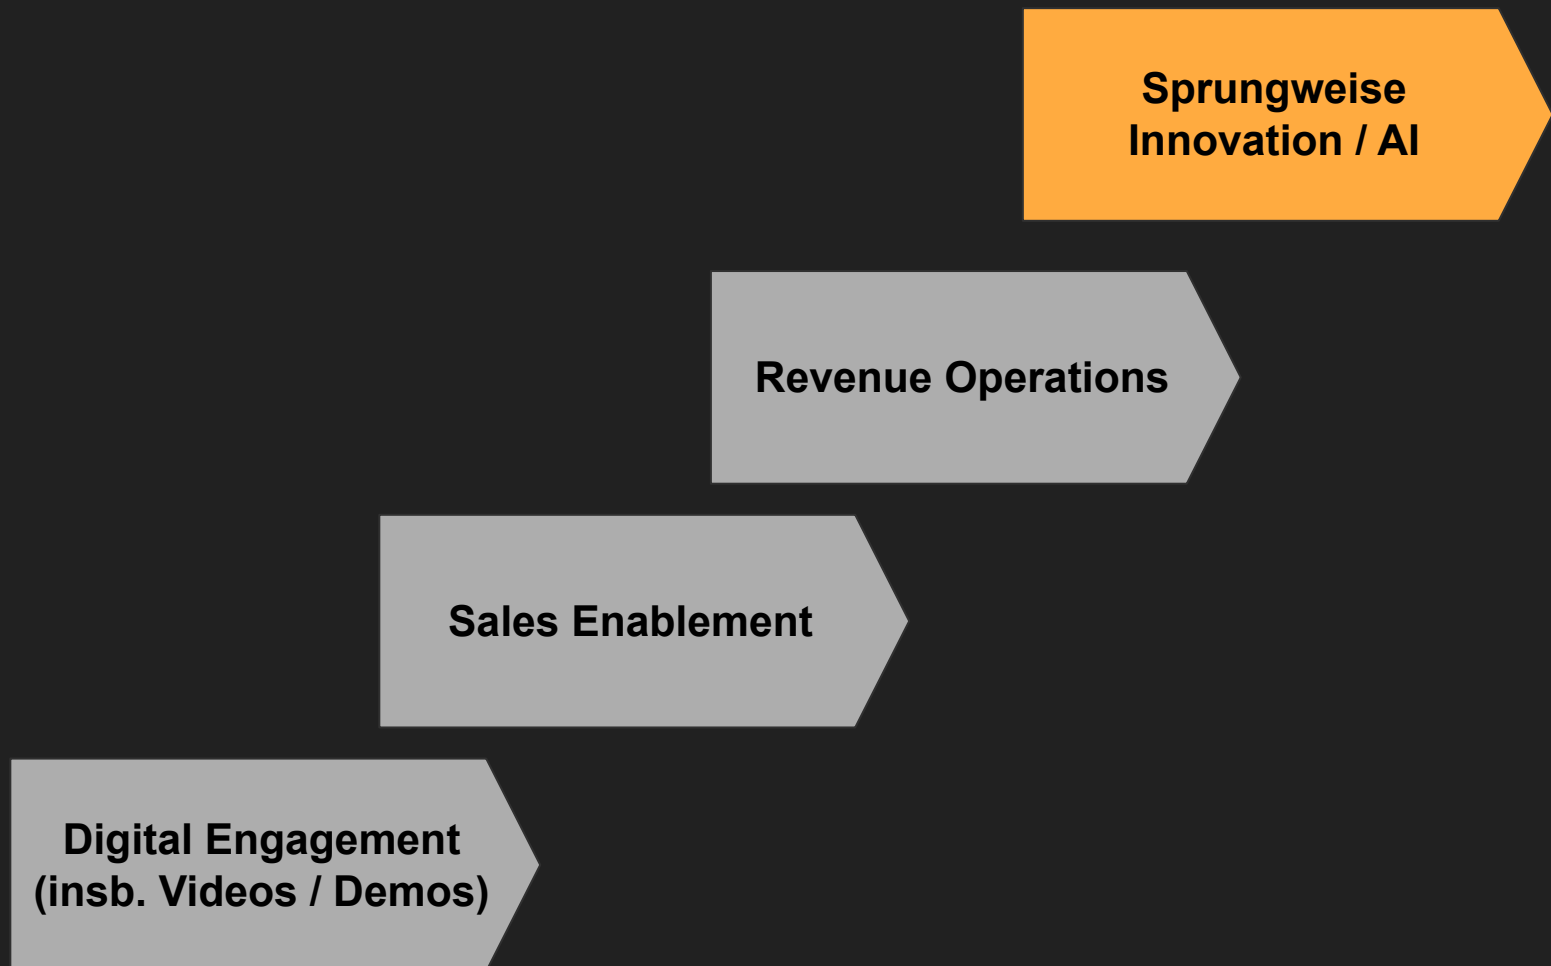 Sprungweise
Innovation / AI
Revenue Operations
Sales Enablement
Digital Engagement
(insb. Videos / Demos)